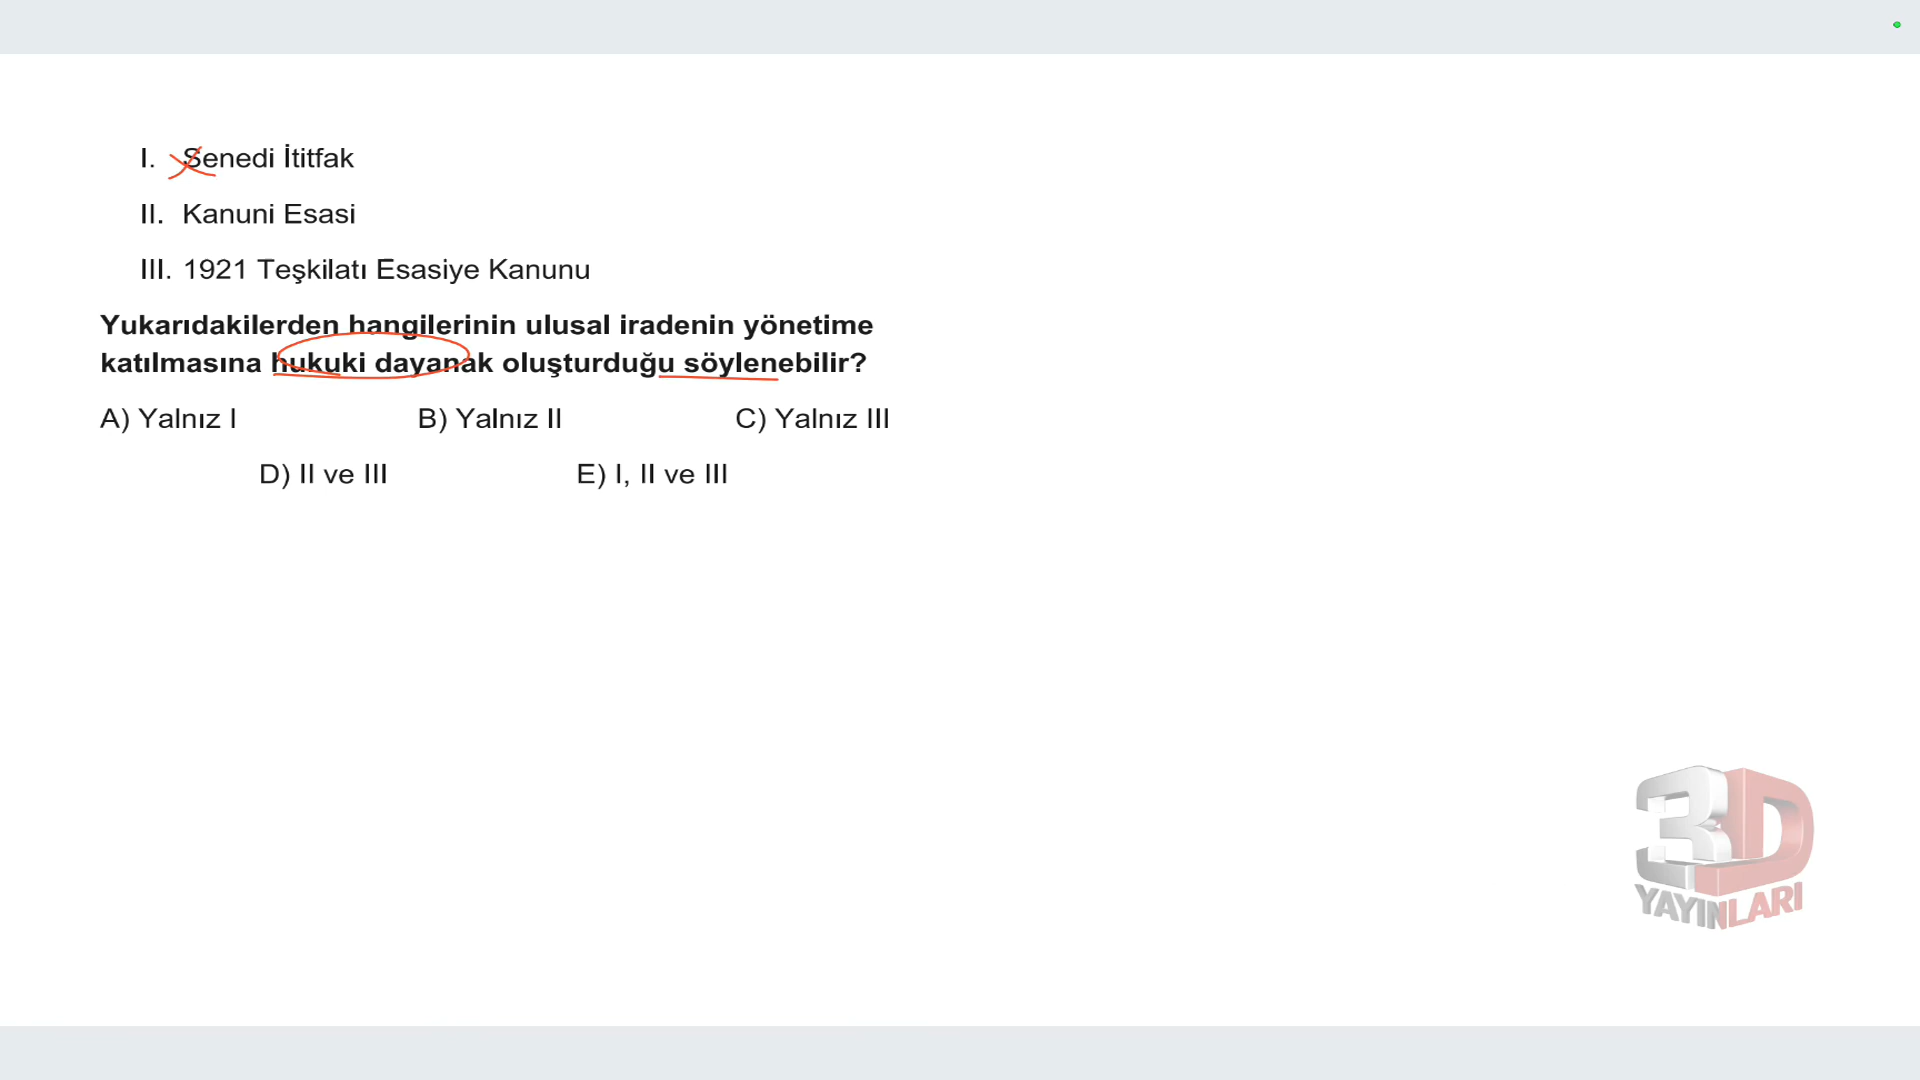 I. Senedi İtitfak
II. Kanuni Esasi
III. 1921 Teşkilatı Esasiye Kanunu
Yukarıdakilerden hangilerinin ulusal iradenin yönetime
katılmasına hukuki dayanak oluşturduğu söylenebilir?
A) Yalnız I B) Yalnız II C) Yalnız III
D) II ve III E) I, II ve III
3D
YAYINLARI